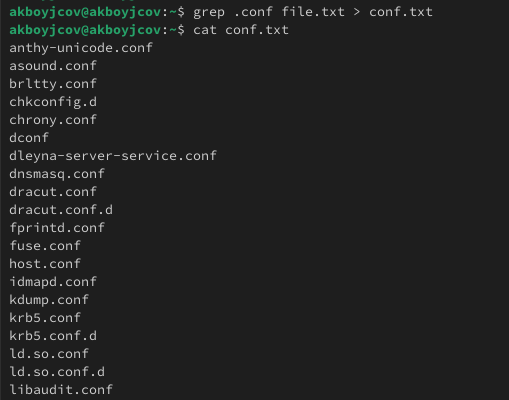 akboyjcov@akboyjcov:~$ grep .conf file.txt > conf.txt
akboyjcov@akboyjcov:~$ cat conf.txt
anthy-unicode.conf
asound.conf
brltty.conf
chkconfig.d
chrony.conf
dconf
dleyna-server-service.conf
dnsmasq.conf
dracut.conf
dracut.conf.d
fprintd.conf
fuse.conf
host.conf
idmapd.conf
kdump.conf
krb5.conf
krb5.conf.d
ld.so.conf
ld.so.conf.d
libaudit.conf